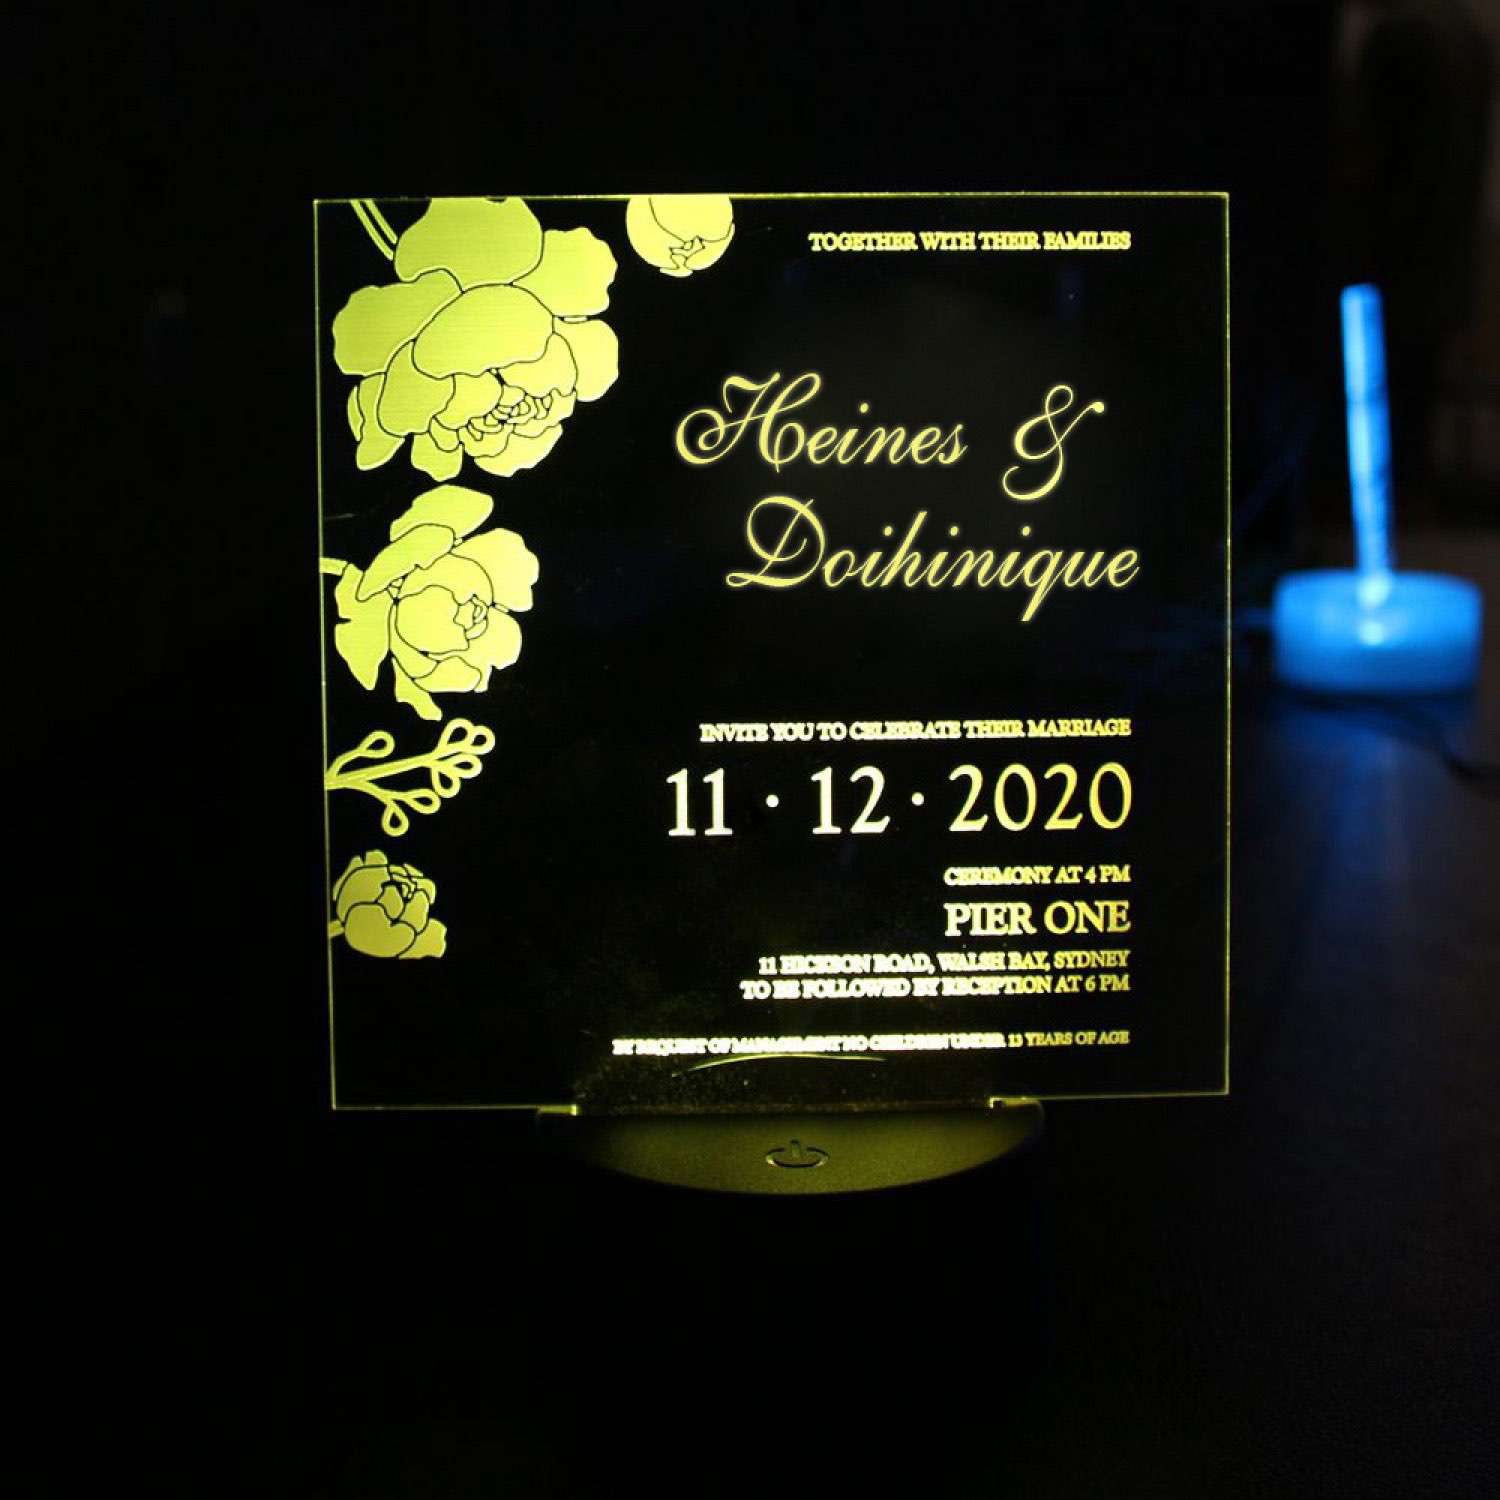 TOGETHER WITH THEIR FAMILIES
Heines &
Doihinique
INVITE YOU TO CELEBRATE THEIR MARRIAGE
11 · 12 · 2020
CEREMONY AT 4 PM
PIER ONE
11 HICKSON ROAD, WALSH BAY, SYDNEY
TO BE FOLLOWED BY RECEPTION AT 6 PM
BY REQUEST OF MANAGEMENT NO CHILDREN UNDER 13 YEARS OF AGE